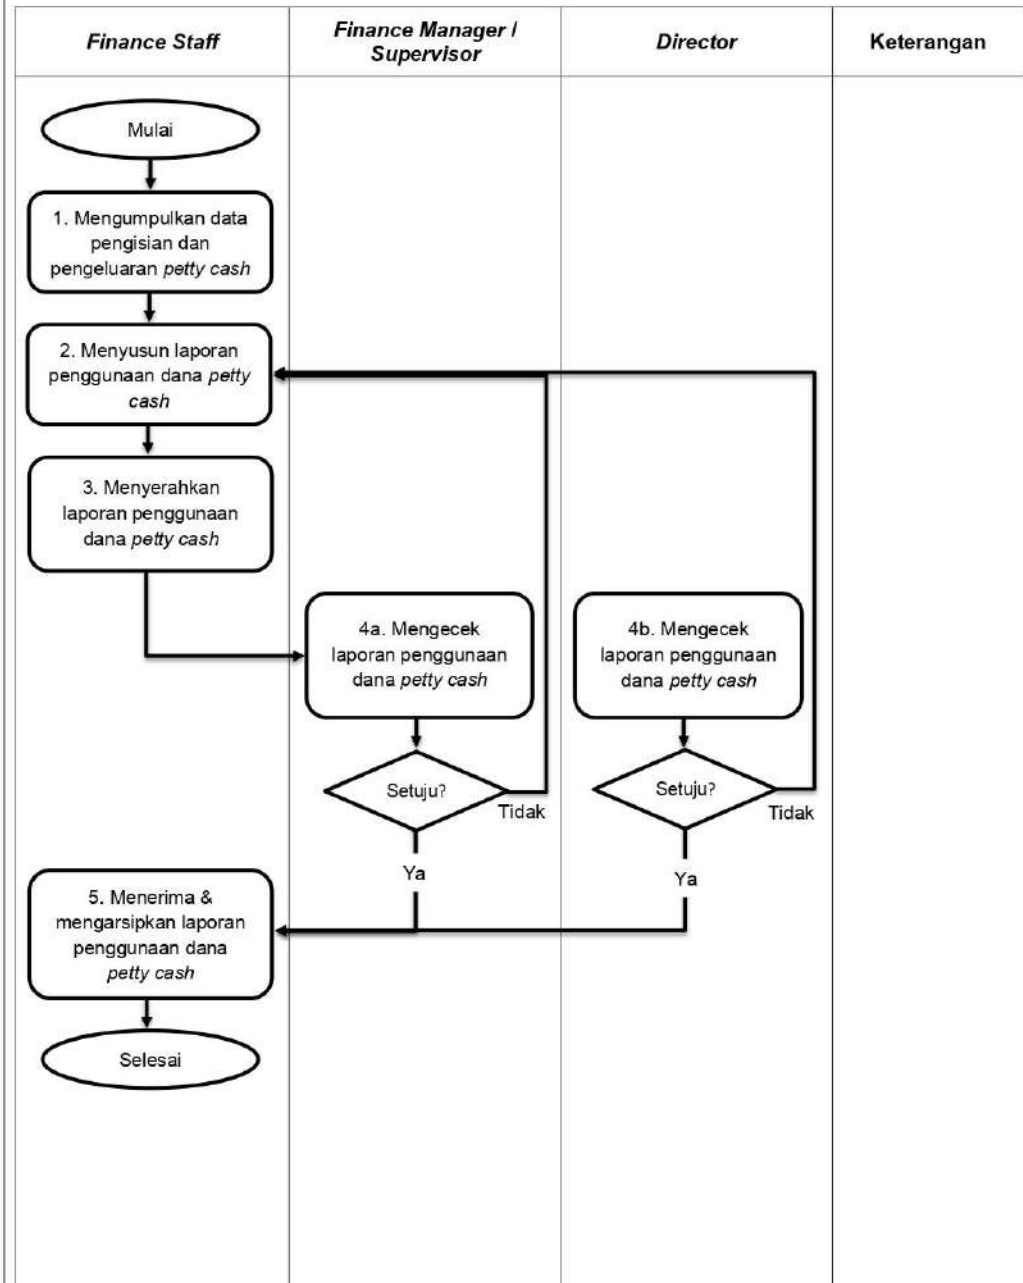 Finance Staff
Finance Manager /
Supervisor
Director
Keterangan
Mulai
1. Mengumpulkan data
pengisian dan
pengeluaran petty cash
2. Menyusun laporan
penggunaan dana petty
cash
3. Menyerahkan
laporan penggunaan
dana petty cash
4a. Mengecek
laporan penggunaan
dana petty cash
4b. Mengecek
laporan penggunaan
dana petty cash
Setuju?
Tidak
Setuju?
Tidak
Ya
Ya
5. Menerima &
mengarsipkan laporan
penggunaan dana
petty cash
Selesai